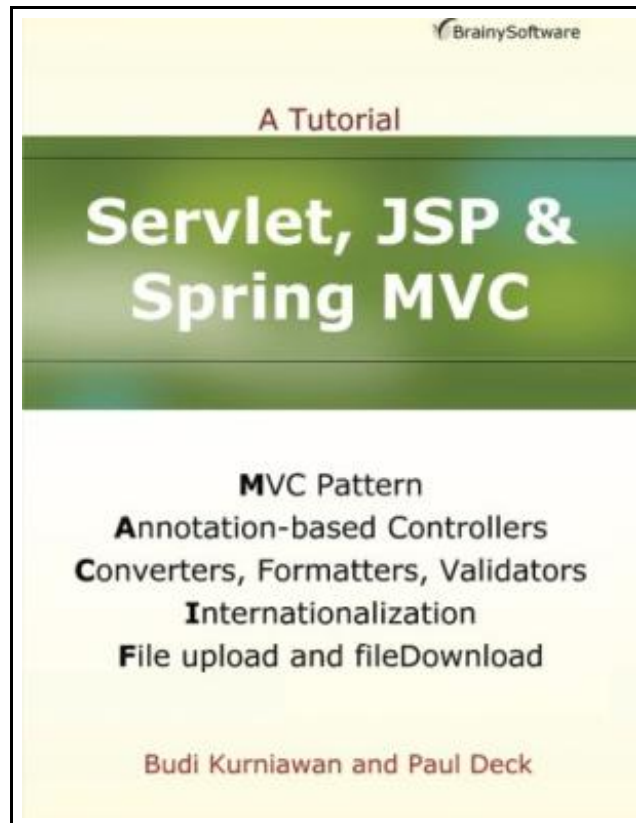 BrainySoftware
A Tutorial
Servlet, JSP &
Spring MVC
MVC Pattern
Annotation-based Controllers
Converters, Formatters, Validators
Internationalization
File upload and fileDownload
Budi Kurniawan and Paul Deck